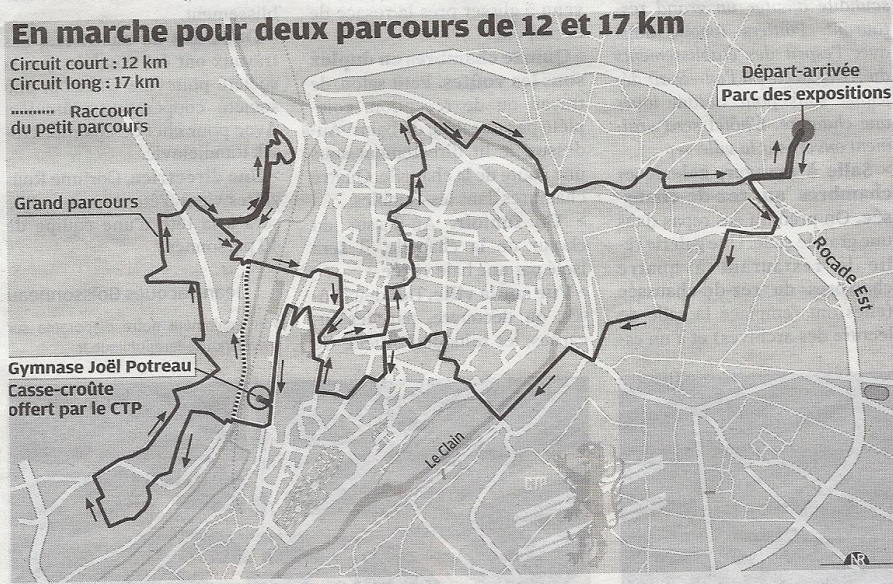 En marche pour deux parcours de 12 et 17 km
Circuit court : 12 km
Circuit long : 17 km
Raccourci
du petit parcours
Départ-arrivée
Parc des expositions
Grand parcours
Rocade Est
Gymnase Joël Potreau
Casse-croûte
offert par le CTP
Le Clain
NR